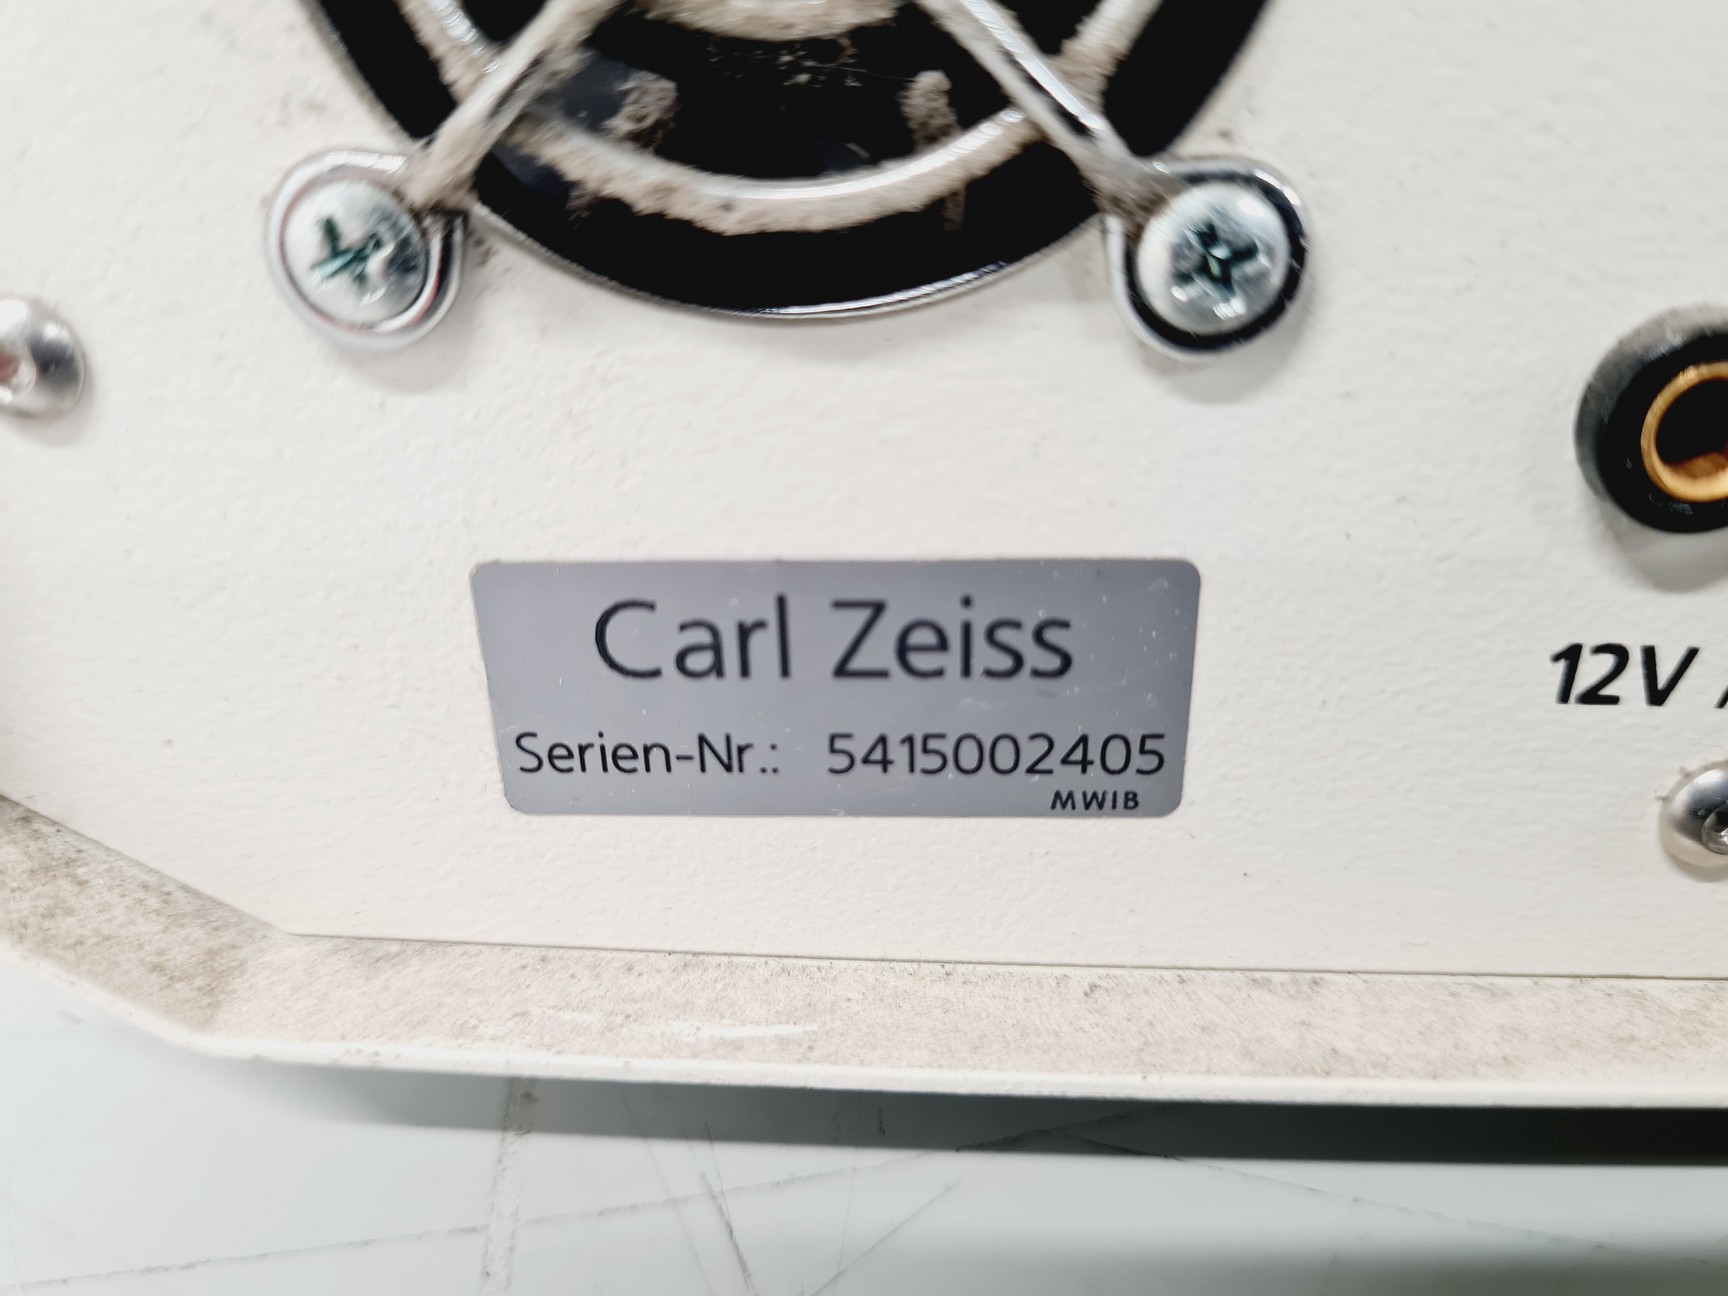 Carl Zeiss
12V
Serien-Nr.: 5415002405
MWIB